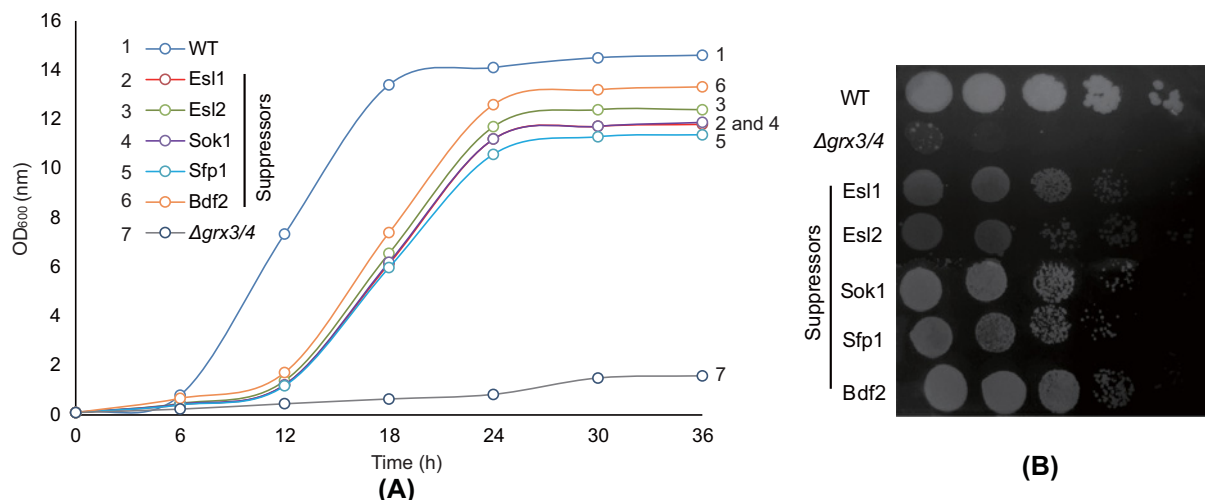 16
14
12
10
8
6
4
2
0
OD₆₀₀ (nm)
1 WT
2 Esl1
3 Esl2
4 Sok1
5 Sfp1
6 Bdf2
7 Δgrx3/4
Suppressors
1
6
3
2 and 4
5
7
0 6 12 18 24 30 36
Time (h)
(A)
WT
Δgrx3/4
Esl1
Esl2
Sok1
Sfp1
Bdf2
Suppressors
(B)